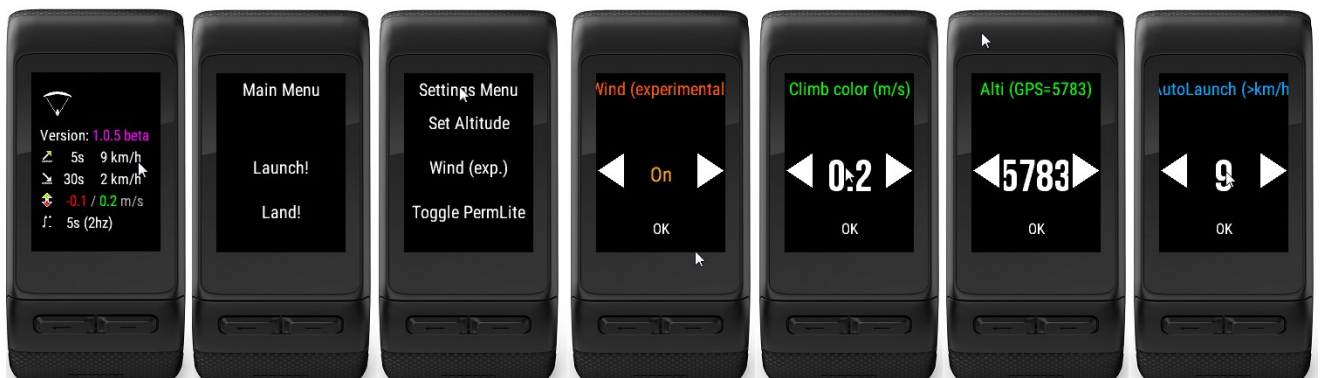 Version: 1.0.5 beta
5s 9 km/h
30s 2 km/h
-0.1 / 0.2 m/s
5s (2hz)
Main Menu
Launch!
Land!
Settings Menu
Set Altitude
Wind (exp.)
Toggle PermLite
Wind (experimental
On
OK
Climb color (m/s)
0.2
OK
Alti (GPS=5783)
5783
OK
AutoLaunch (>km/h
9
OK